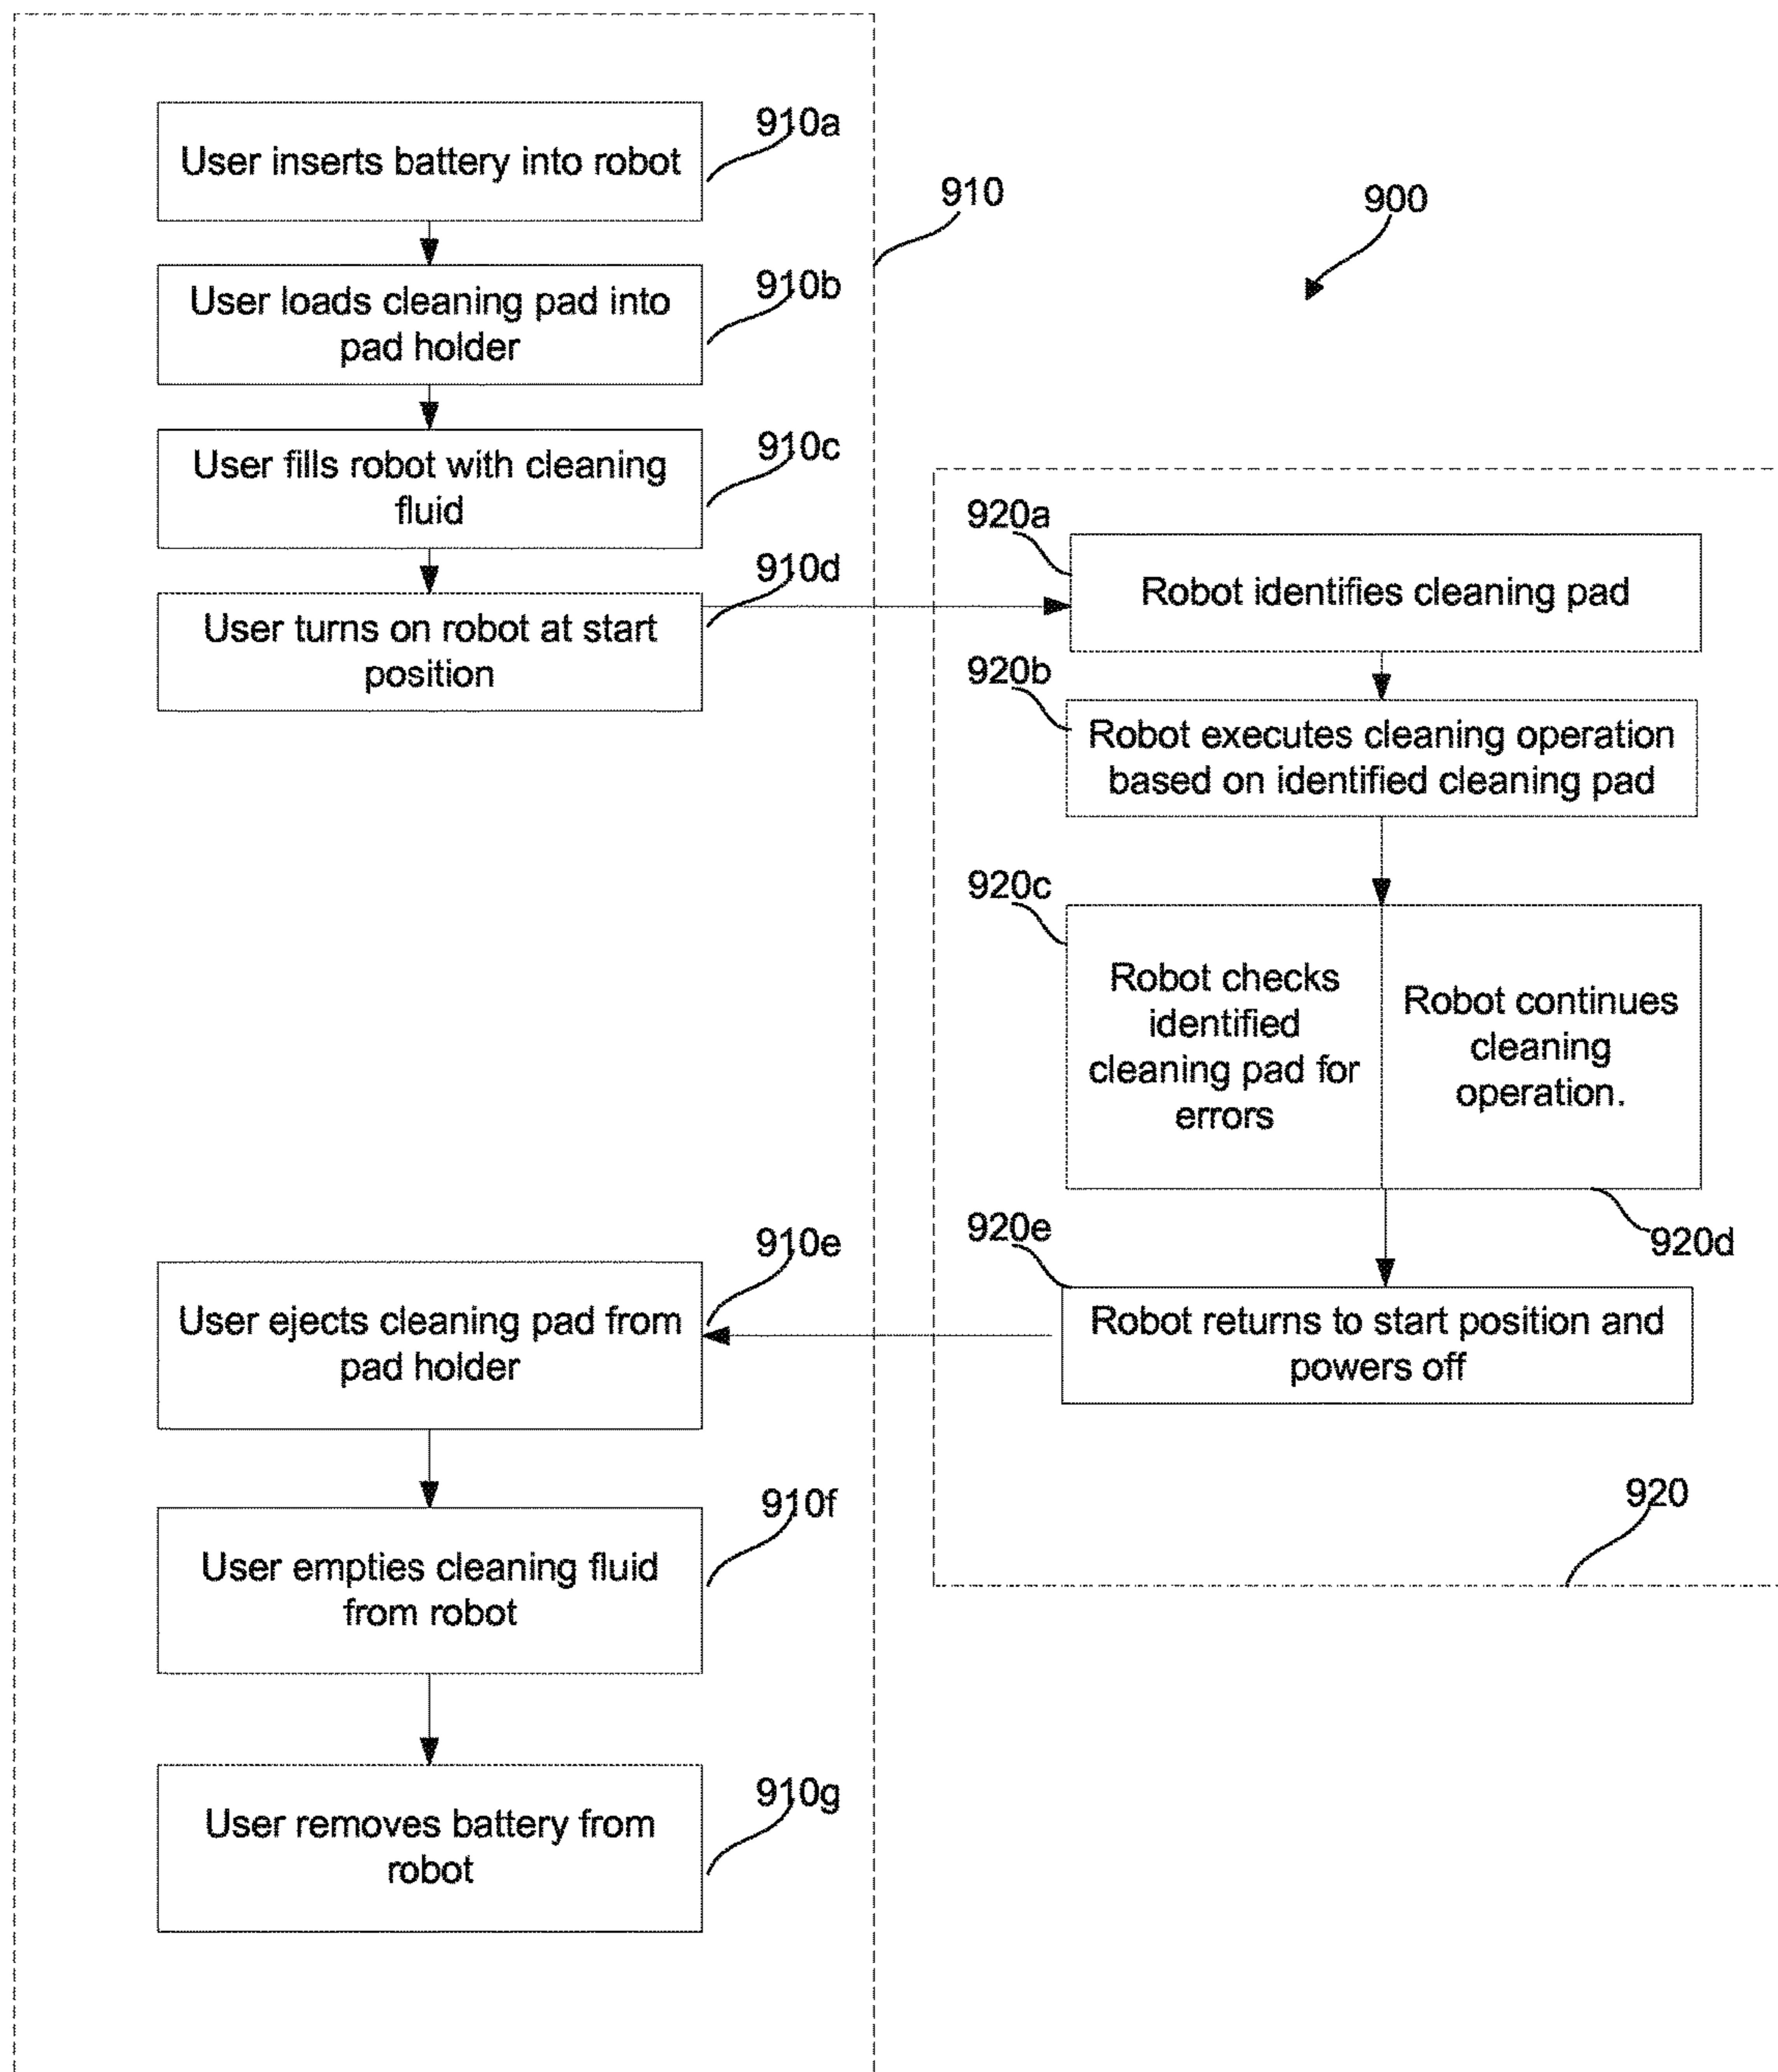 910a
User inserts battery into robot
910
900
910b
User loads cleaning pad into
pad holder
910c
User fills robot with cleaning
fluid
910d
User turns on robot at start
position
920a
Robot identifies cleaning pad
920b
Robot executes cleaning operation
based on identified cleaning pad
920c
Robot checks
identified
cleaning pad for
errors
Robot continues
cleaning
operation.
920d
920e
Robot returns to start position and
powers off
910e
User ejects cleaning pad from
pad holder
920
910f
User empties cleaning fluid
from robot
910g
User removes battery from
robot